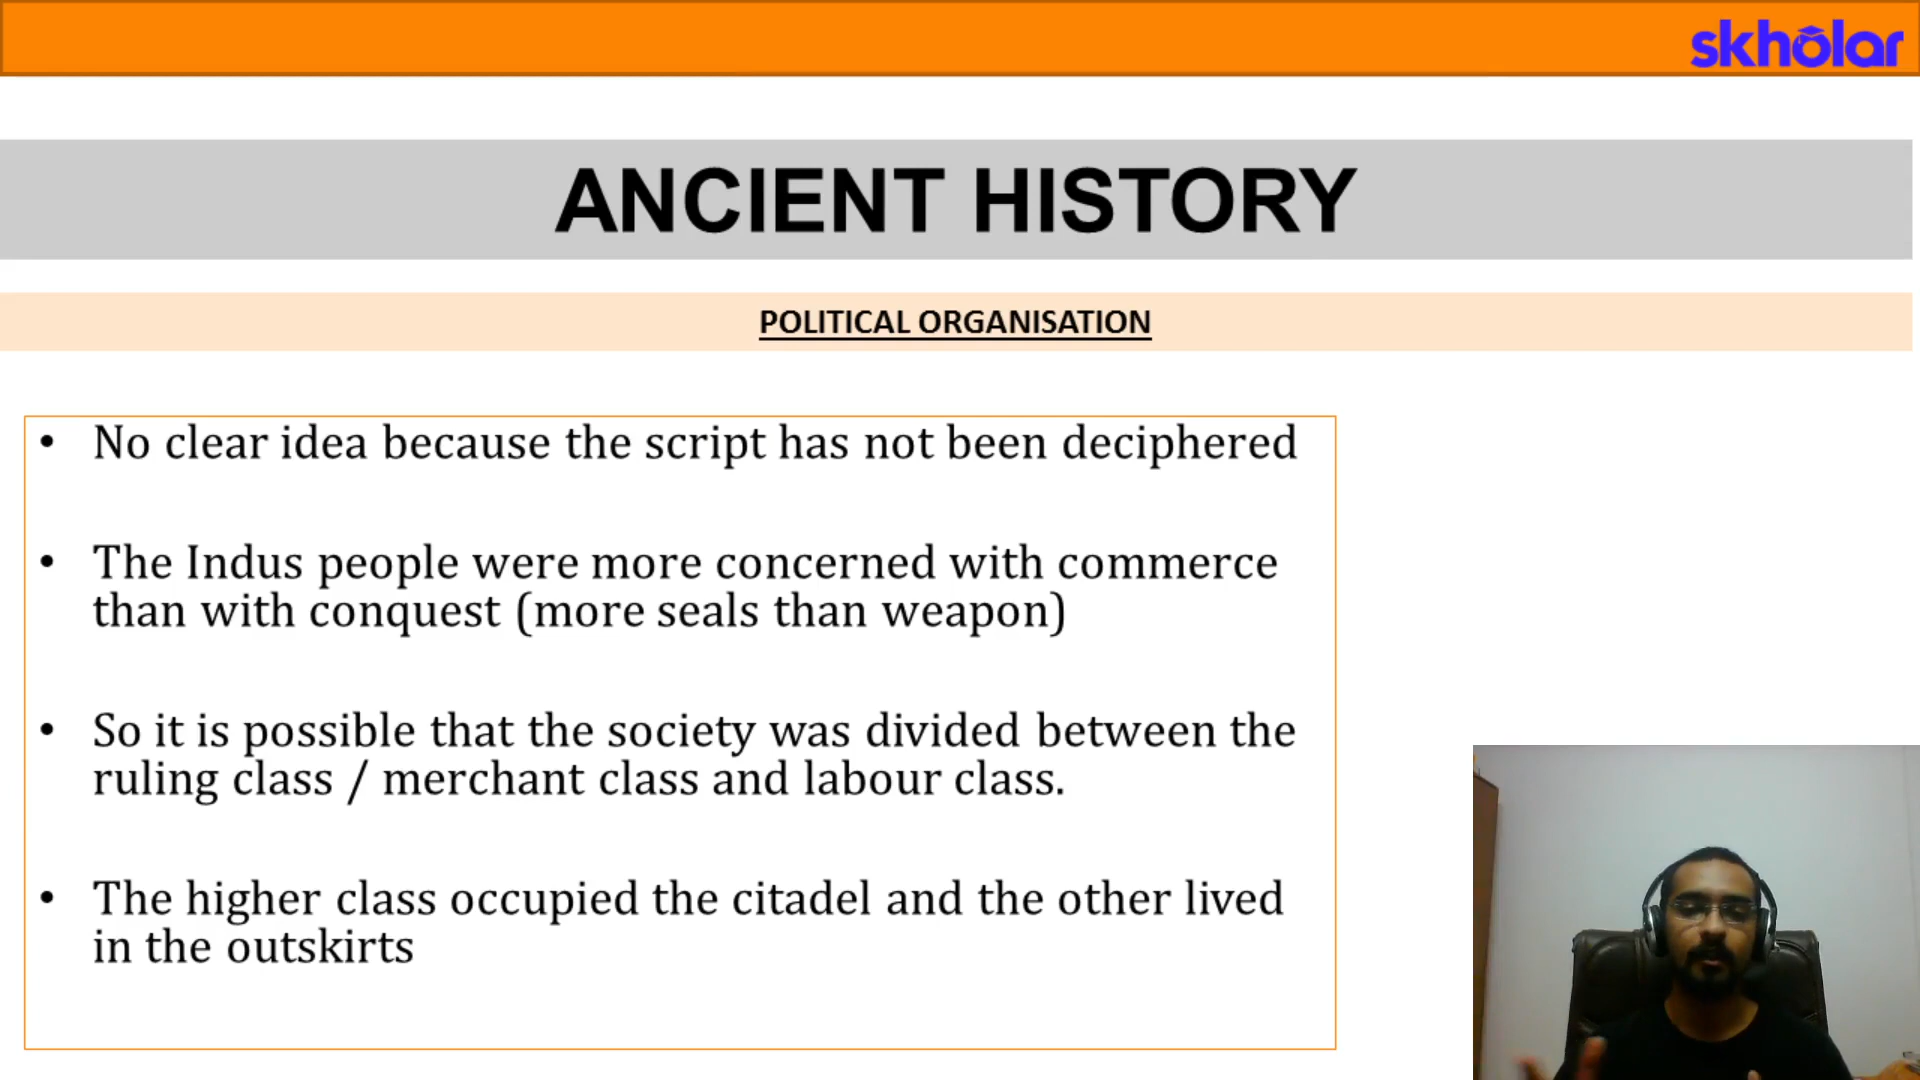 skholar
ANCIENT HISTORY
POLITICAL ORGANISATION
• No clear idea because the script has not been deciphered
• The Indus people were more concerned with commerce
than with conquest (more seals than weapon)
• So it is possible that the society was divided between the
ruling class / merchant class and labour class.
• The higher class occupied the citadel and the other lived
in the outskirts